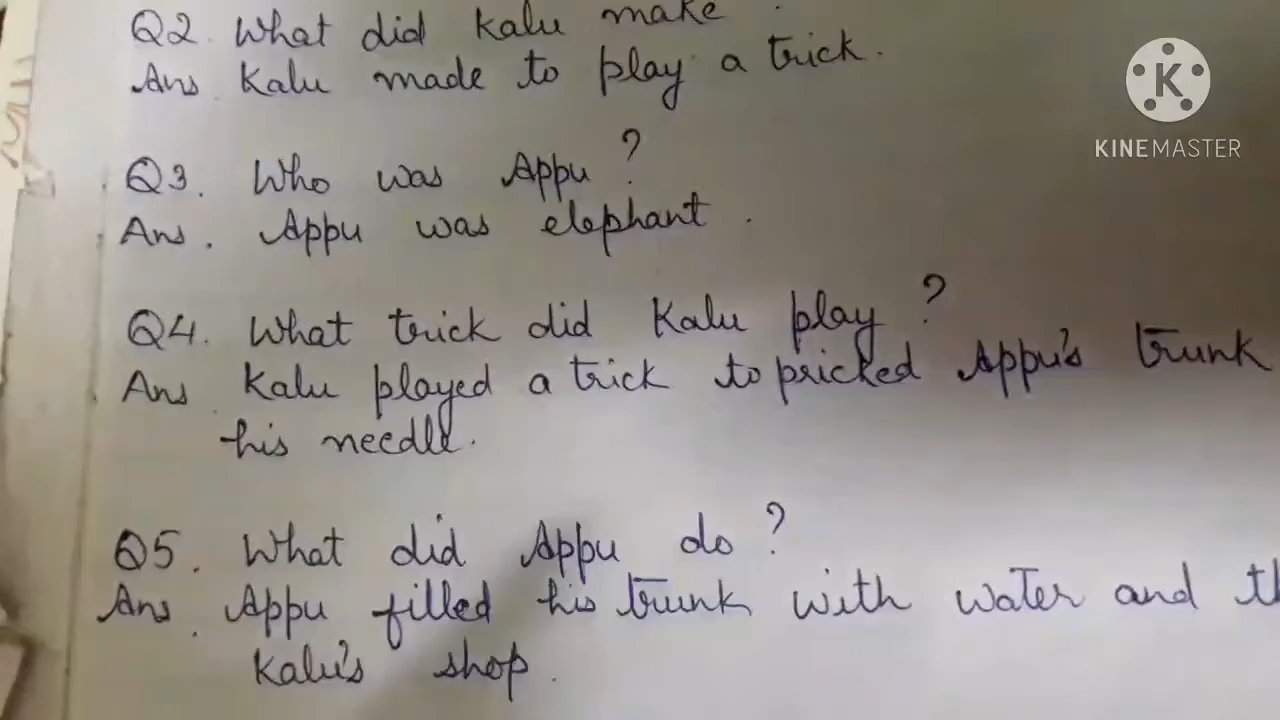 Q2. What did Kalu make
Ans. Kalu made to play a trick.
K
KINEMASTER
Q3. Who was Appu ?
Ans. Appu was elephant.
Q4. What trick did Kalu play ?
Ans. Kalu played a trick to pricked Appu's trunk
his needle.
Q5. What did Appu do ?
Ans. Appu filled his trunk with water and
Kalu's shop.